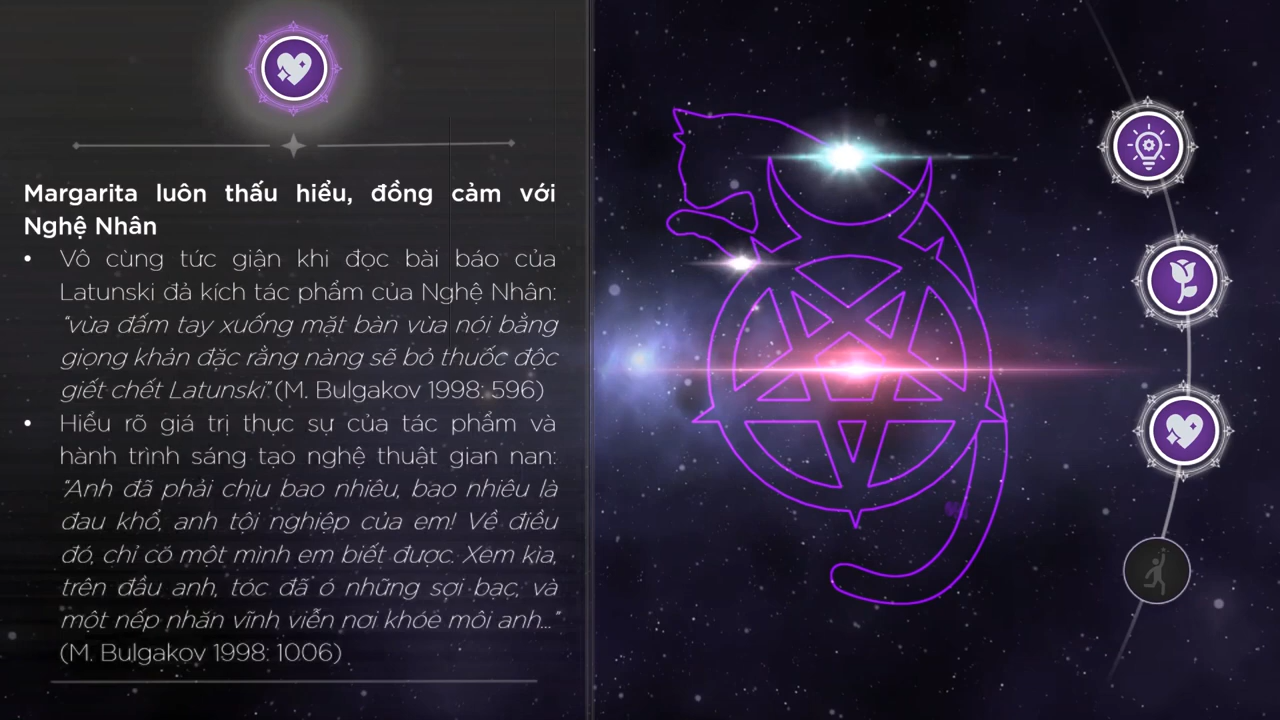 Margarita luôn thấu hiểu, đồng cảm với
Nghệ Nhân
• Vô cùng tức giận khi đọc bài báo của
Latunski đả kích tác phẩm của Nghệ Nhân:
“vừa đấm tay xuống mặt bàn vừa nói bằng
giọng khản đặc rằng nàng sẽ bỏ thuốc độc
giết chết Latunski” (M. Bulgakov 1998: 596)
• Hiểu rõ giá trị thực sự của tác phẩm và
hành trình sáng tạo nghệ thuật gian nan:
“Anh đã phải chịu bao nhiêu, bao nhiêu là
đau khổ, anh tội nghiệp của em! Về điều
đó, chỉ có một mình em biết được. Xem kìa,
trên đầu anh, tóc đã ó những sợi bạc, và
một nếp nhăn vĩnh viễn nơi khóe môi anh...”
(M. Bulgakov 1998: 1006)